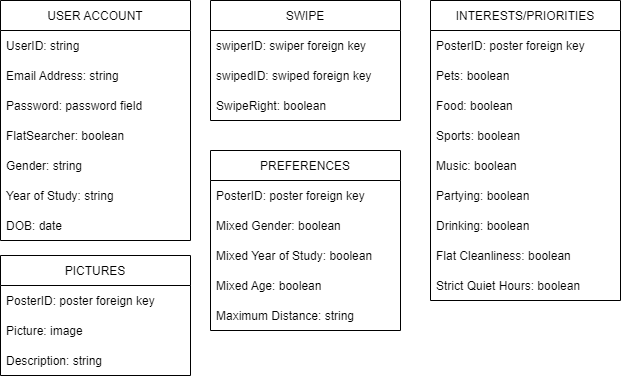 USER ACCOUNT
UserID: string
Email Address: string
Password: password field
FlatSearcher: boolean
Gender: string
Year of Study: string
DOB: date
PICTURES
PosterID: poster foreign key
Picture: image
Description: string
SWIPE
swiperID: swiper foreign key
swipedID: swiped foreign key
SwipeRight: boolean
PREFERENCES
PosterID: poster foreign key
Mixed Gender: boolean
Mixed Year of Study: boolean
Mixed Age: boolean
Maximum Distance: string
INTERESTS/PRIORITIES
PosterID: poster foreign key
Pets: boolean
Food: boolean
Sports: boolean
Music: boolean
Partying: boolean
Drinking: boolean
Flat Cleanliness: boolean
Strict Quiet Hours: boolean